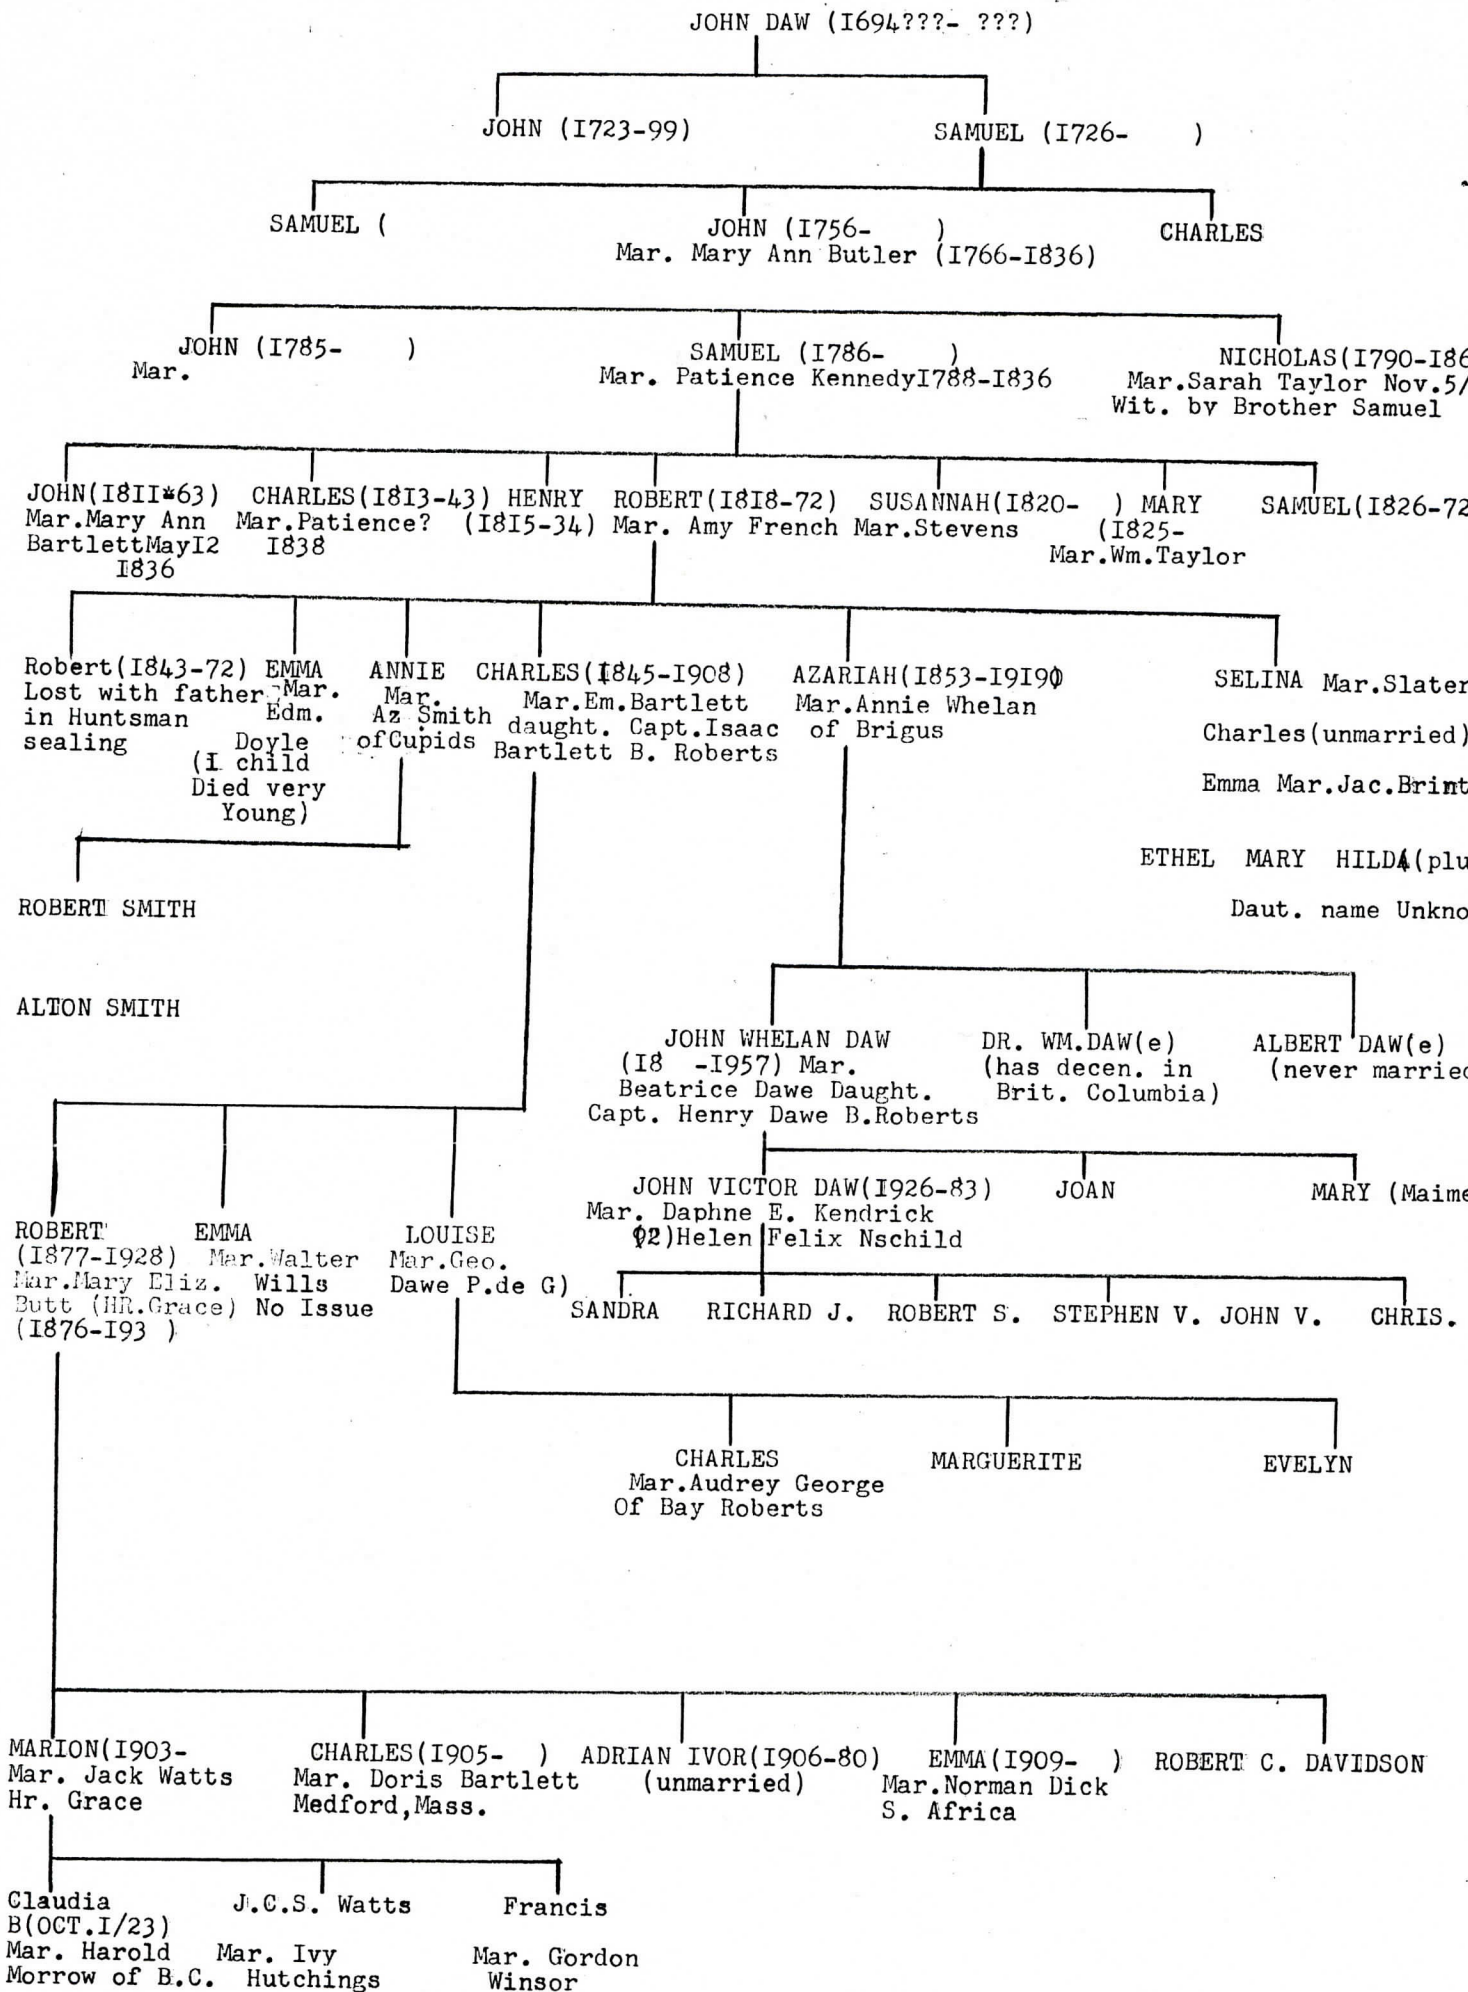 JOHN DAW (I694???- ???)
JOHN (I723-99)
SAMUEL (I726- )
SAMUEL (
JOHN (I756- )
Mar. Mary Ann Butler (I766-I836)
CHARLES
JOHN (I785- )
Mar.
SAMUEL (I786- )
Mar. Patience KennedyI788-I836
NICHOLAS(I790-I86
Mar.Sarah Taylor Nov.5/
Wit. by Brother Samuel
JOHN(I8II*63)
Mar.Mary Ann
BartlettMayI2
I836
CHARLES(I8I3-43)
Mar.Patience?
I838
HENRY
(I8I5-34)
ROBERT(I8I8-72)
Mar. Amy French
SUSANNAH(I820- )
Mar.Stevens
MARY
(I825-
Mar.Wm.Taylor
SAMUEL(I826-72
Robert(I843-72)
Lost with father
in Huntsman
sealing
EMMA
Mar.
Edm.
Doyle
(I child
Died very
Young)
ANNIE
Mar.
Az Smith
ofCupids
CHARLES(I845-I908)
Mar.Em.Bartlett
daught. Capt.Isaac
Bartlett B. Roberts
AZARIAH(I853-I9I90
Mar.Annie Whelan
of Brigus
SELINA Mar.Slater
Charles(unmarried)
Emma Mar.Jac.Brint
ETHEL MARY HILDA(plu
Daut. name Unkno
ROBERT SMITH
ALTON SMITH
JOHN WHELAN DAW
(I8 -I957) Mar.
Beatrice Dawe Daught.
Capt. Henry Dawe B.Roberts
DR. WM.DAW(e)
(has decen. in
Brit. Columbia)
ALBERT DAW(e)
(never married
JOHN VICTOR DAW(I926-83)
Mar. Daphne E. Kendrick
(2)Helen Felix Nschild
JOAN
MARY (Maime
ROBERT
(I877-I928)
Mar.Mary Eliz.
Butt (HR.Grace)
(I876-I93 )
EMMA
Mar.Walter
Wills
No Issue
LOUISE
Mar.Geo.
Dawe P.de G)
SANDRA RICHARD J. ROBERT S. STEPHEN V. JOHN V. CHRIS.
CHARLES
Mar.Audrey George
Of Bay Roberts
MARGUERITE
EVELYN
MARION(I903-
Mar. Jack Watts
Hr. Grace
CHARLES(I905- )
Mar. Doris Bartlett
Medford,Mass.
ADRIAN IVOR(I906-80)
(unmarried)
EMMA(I909- )
Mar.Norman Dick
S. Africa
ROBERT C. DAVIDSON
Claudia
B(OCT.I/23)
Mar. Harold
Morrow of B.C.
J.C.S. Watts
Mar. Ivy
Hutchings
Francis
Mar. Gordon
Winsor